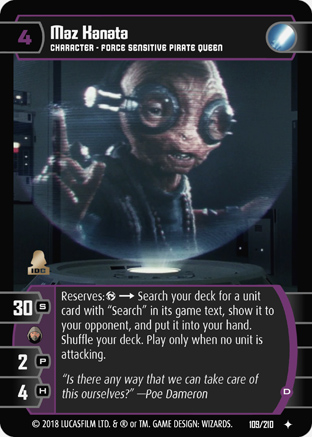 4
Maz Kanata
CHARACTER - FORCE SENSITIVE PIRATE QUEEN
IDC
30 S
2 P
4 H
Reserves: → Search your deck for a unit
card with “Search” in its game text, show it to
your opponent, and put it into your hand.
Shuffle your deck. Play only when no unit is
attacking.
“Is there any way that we can take care of
this ourselves?” —Poe Dameron
D
© 2018 LUCASFILM LTD. & ® or TM. GAME DESIGN: WIZARDS.
109/210